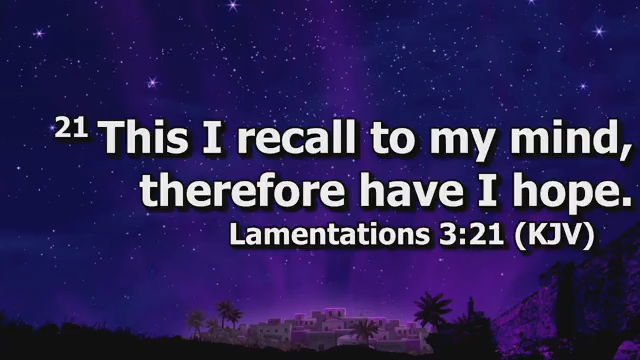 21 This I recall to my mind,
therefore have I hope.
Lamentations 3:21 (KJV)